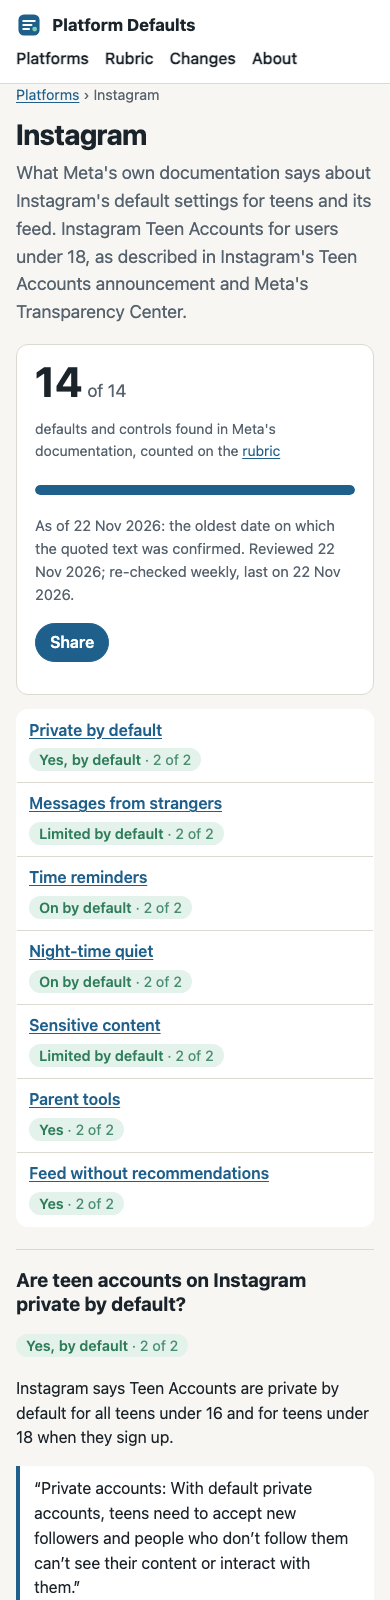 Platform Defaults
Platforms Rubric Changes About
Platforms › Instagram
Instagram
What Meta's own documentation says about
Instagram's default settings for teens and its
feed. Instagram Teen Accounts for users
under 18, as described in Instagram's Teen
Accounts announcement and Meta's
Transparency Center.
14 of 14
defaults and controls found in Meta's
documentation, counted on the rubric
As of 22 Nov 2026: the oldest date on which
the quoted text was confirmed. Reviewed 22
Nov 2026; re-checked weekly, last on 22 Nov
2026.
Share
Private by default
Yes, by default · 2 of 2
Messages from strangers
Limited by default · 2 of 2
Time reminders
On by default · 2 of 2
Night-time quiet
On by default · 2 of 2
Sensitive content
Limited by default · 2 of 2
Parent tools
Yes · 2 of 2
Feed without recommendations
Yes · 2 of 2
Are teen accounts on Instagram
private by default?
Yes, by default · 2 of 2
Instagram says Teen Accounts are private by
default for all teens under 16 and for teens under
18 when they sign up.
“Private accounts: With default private
accounts, teens need to accept new
followers and people who don’t follow them
can’t see their content or interact with
them.”